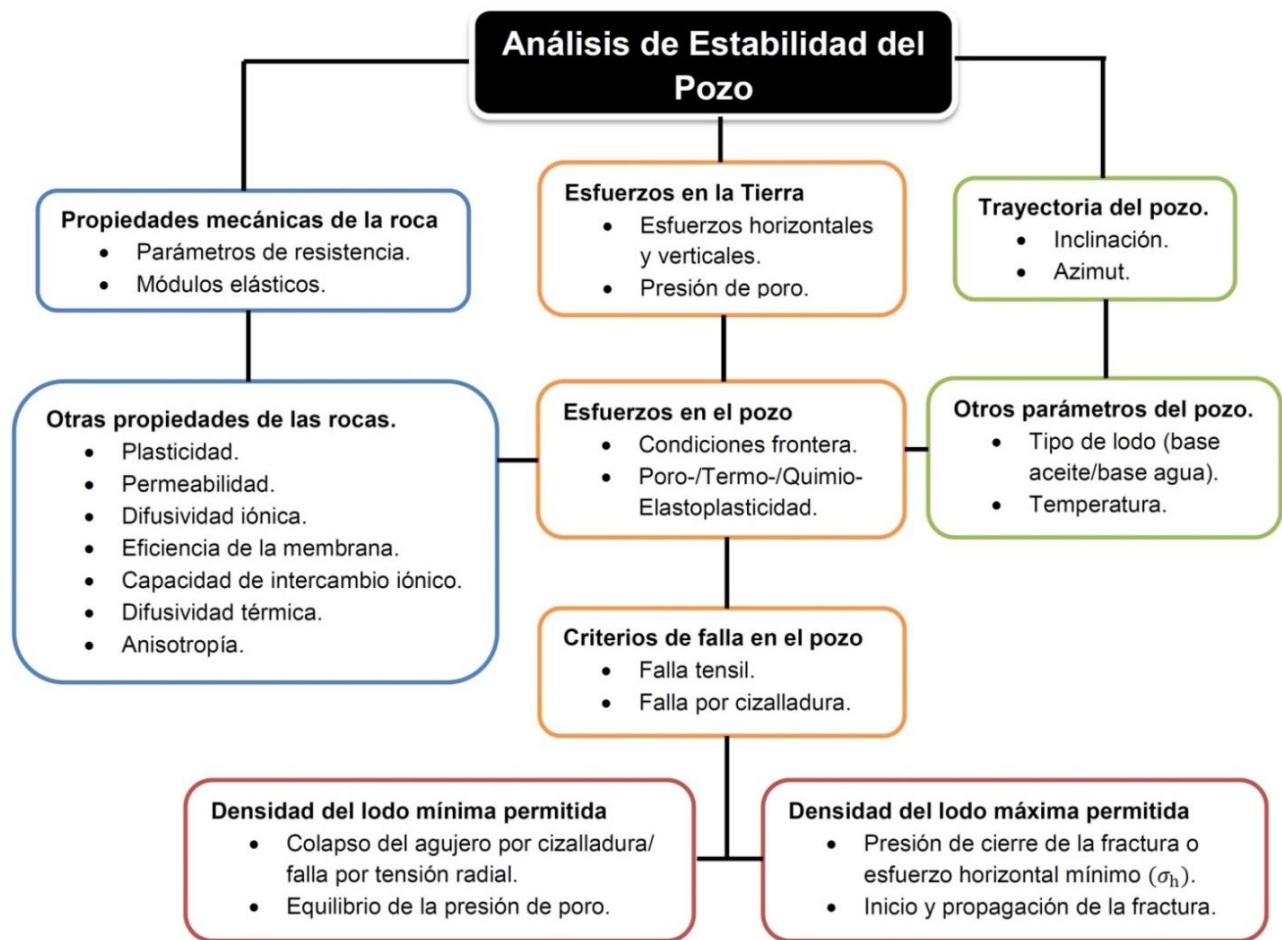 Análisis de Estabilidad del
Pozo
Propiedades mecánicas de la roca
• Parámetros de resistencia.
• Módulos elásticos.
Esfuerzos en la Tierra
• Esfuerzos horizontales
y verticales.
• Presión de poro.
Trayectoria del pozo.
• Inclinación.
• Azimut.
Otras propiedades de las rocas.
• Plasticidad.
• Permeabilidad.
• Difusividad iónica.
• Eficiencia de la membrana.
• Capacidad de intercambio iónico.
• Difusividad térmica.
• Anisotropía.
Esfuerzos en el pozo
• Condiciones frontera.
• Poro-/Termo-/Quimio-
Elastoplasticidad.
Otros parámetros del pozo.
• Tipo de lodo (base
aceite/base agua).
• Temperatura.
Criterios de falla en el pozo
• Falla tensil.
• Falla por cizalladura.
Densidad del lodo mínima permitida
• Colapso del agujero por cizalladura/
falla por tensión radial.
• Equilibrio de la presión de poro.
Densidad del lodo máxima permitida
• Presión de cierre de la fractura o
esfuerzo horizontal mínimo (σh).
• Inicio y propagación de la fractura.